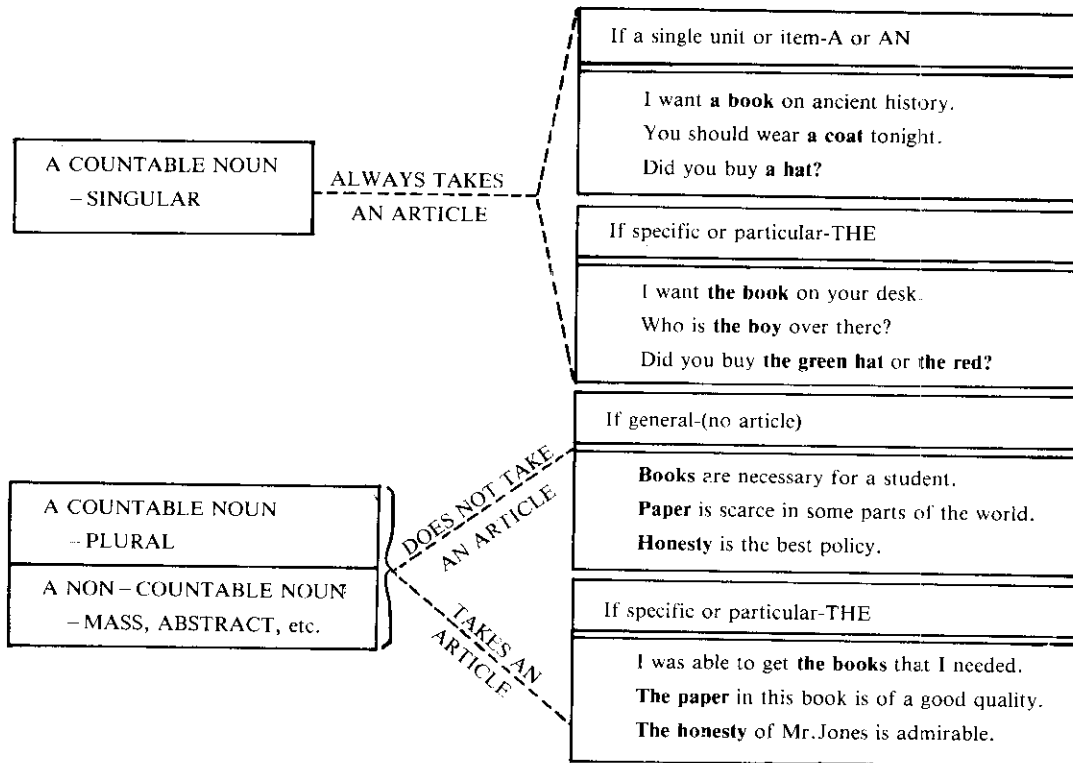 A COUNTABLE NOUN
– SINGULAR
ALWAYS TAKES
AN ARTICLE
If a single unit or item-A or AN
I want a book on ancient history.
You should wear a coat tonight.
Did you buy a hat?
If specific or particular-THE
I want the book on your desk.
Who is the boy over there?
Did you buy the green hat or the red?
A COUNTABLE NOUN
– PLURAL
A NON–COUNTABLE NOUN
– MASS, ABSTRACT, etc.
DOES NOT TAKE
AN ARTICLE
If general-(no article)
Books are necessary for a student.
Paper is scarce in some parts of the world.
Honesty is the best policy.
TAKES AN
ARTICLE
If specific or particular-THE
I was able to get the books that I needed.
The paper in this book is of a good quality.
The honesty of Mr.Jones is admirable.